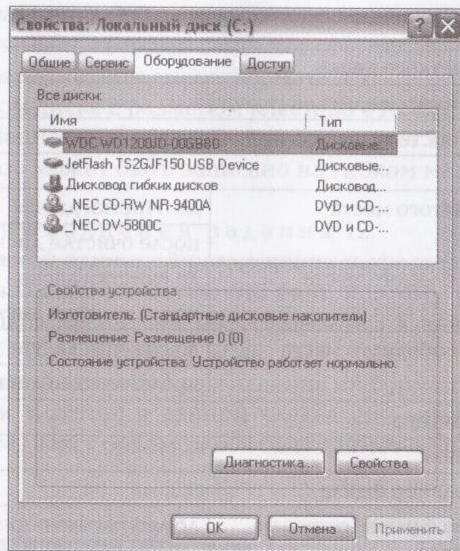 Свойства: Локальный диск (C:)
Общие Сервис Оборудование Доступ
Все диски:
Имя Тип
WDC WD1200JD-00GBB0 Дисковые...
JetFlash TS2GJF150 USB Device Дисковые...
Дисковод гибких дисков Дисковод...
_NEC CD-RW NR-9400A DVD и CD-...
_NEC DV-5800C DVD и CD-...
Свойства устройства
Изготовитель: (Стандартные дисковые накопители)
Размещение: Размещение 0 (0)
Состояние устройства: Устройство работает нормально.
Диагностика... Свойства
OK Отмена Применить